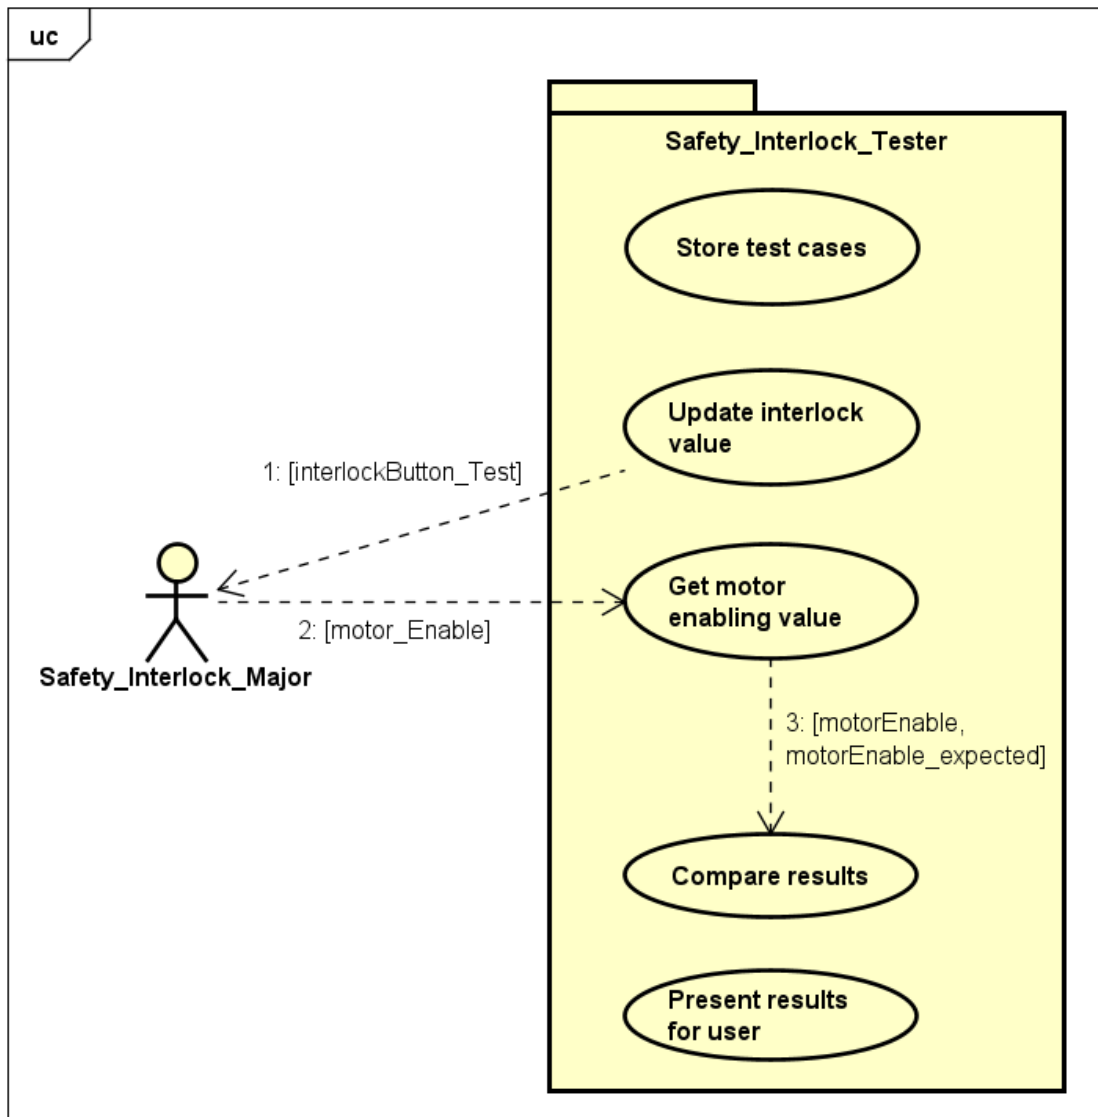 uc
Safety_Interlock_Tester
Store test cases
Update interlock
value
1: [interlockButton_Test]
Get motor
enabling value
2: [motor_Enable]
Safety_Interlock_Major
3: [motorEnable,
motorEnable_expected]
Compare results
Present results
for user